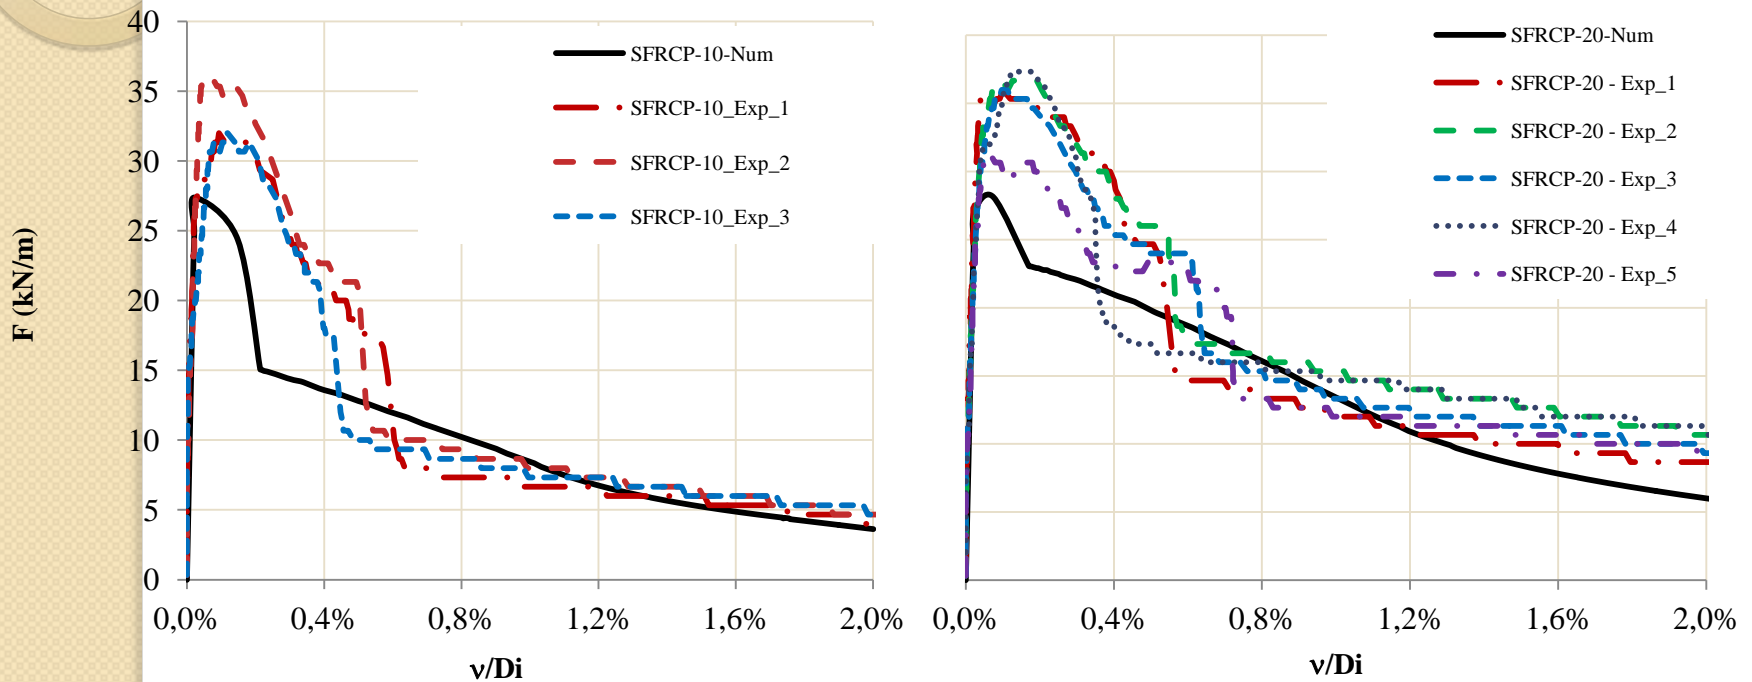 40
35
30
25
20
15
10
5
0
F (kN/m)
0,0%
0,4%
0,8%
1,2%
1,6%
2,0%
ν/Di
SFRCP-10-Num
SFRCP-10_Exp_1
SFRCP-10_Exp_2
SFRCP-10_Exp_3
SFRCP-20-Num
SFRCP-20 - Exp_1
SFRCP-20 - Exp_2
SFRCP-20 - Exp_3
SFRCP-20 - Exp_4
SFRCP-20 - Exp_5
0,0%
0,4%
0,8%
1,2%
1,6%
2,0%
ν/Di